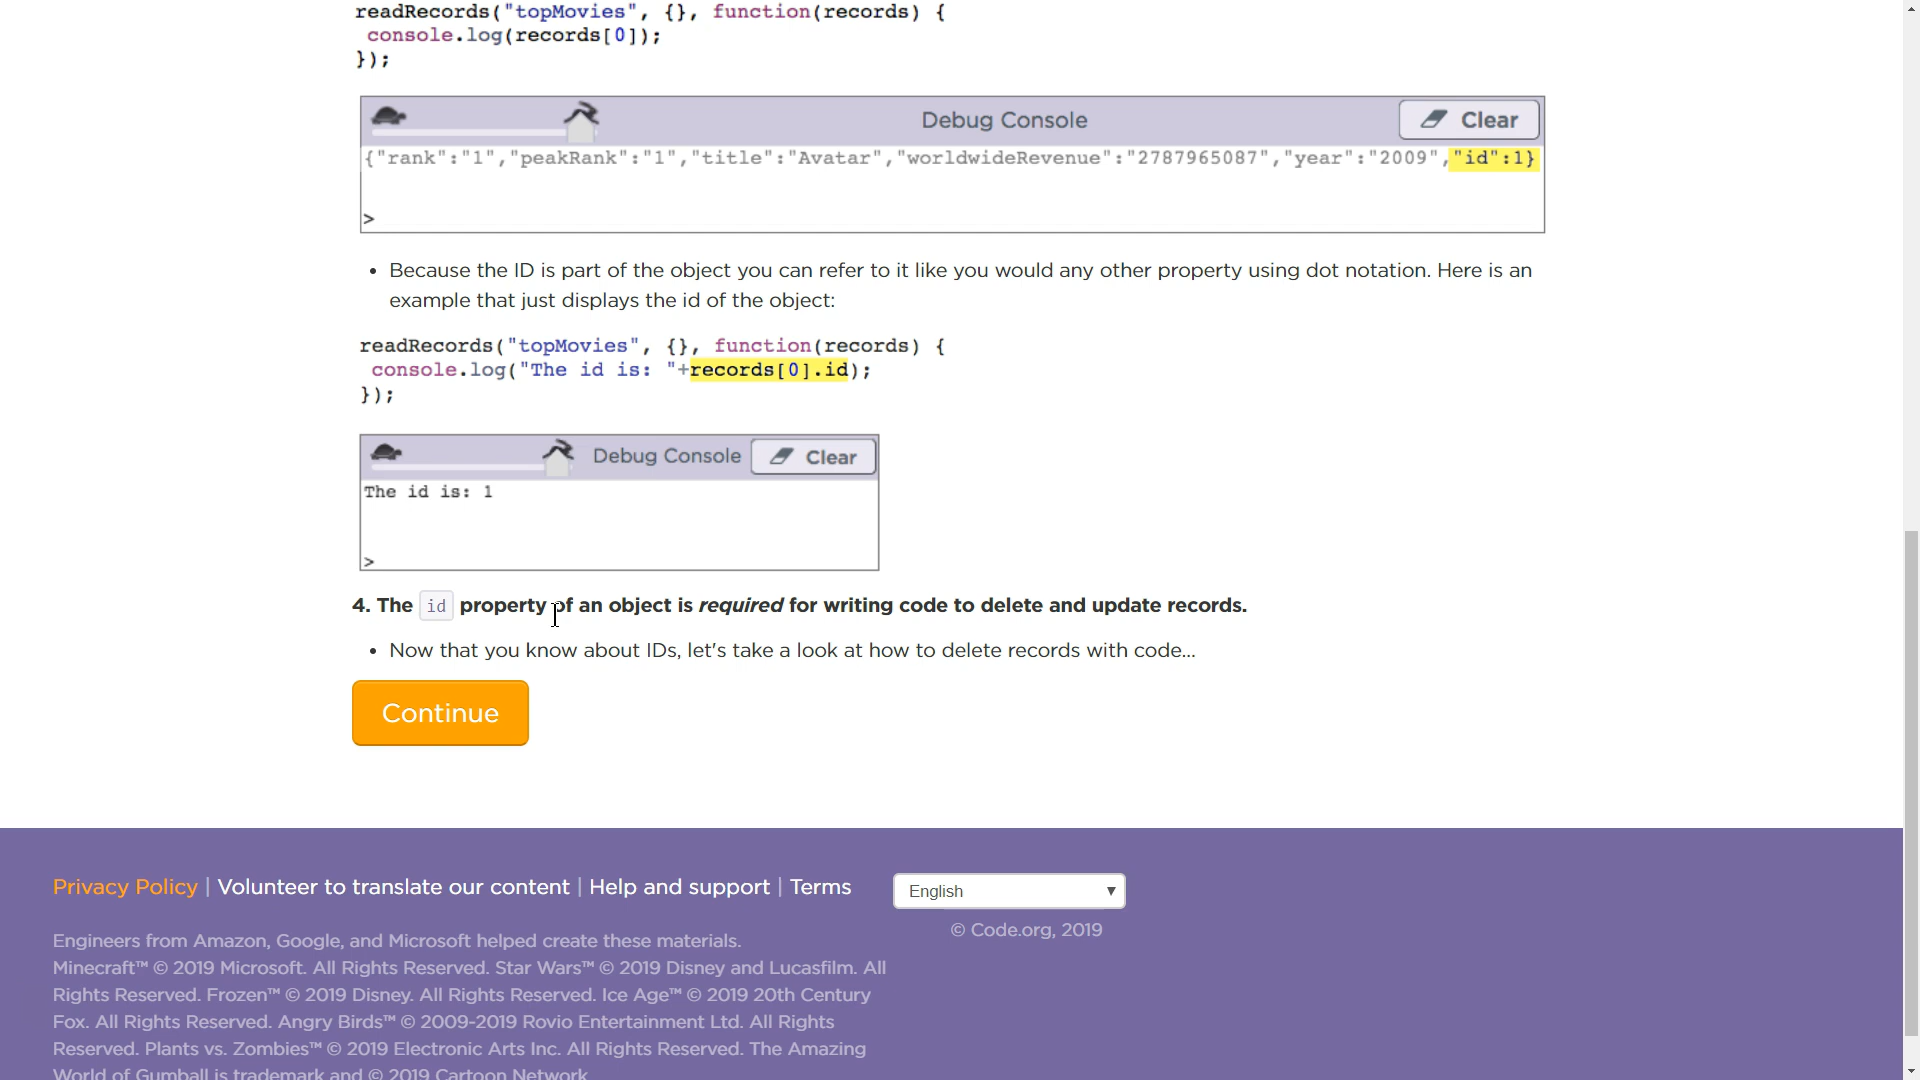 readRecords("topMovies", {}, function(records) {
console.log(records[0]);
});
Debug Console
Clear
{"rank":"1","peakRank":"1","title":"Avatar","worldwideRevenue":"2787965087","year":"2009","id":1}
>
• Because the ID is part of the object you can refer to it like you would any other property using dot notation. Here is an
example that just displays the id of the object:
readRecords("topMovies", {}, function(records) {
console.log("The id is: "+records[0].id);
});
Debug Console
Clear
The id is: 1
>
4. The id property of an object is required for writing code to delete and update records.
• Now that you know about IDs, let's take a look at how to delete records with code...
Continue
Privacy Policy | Volunteer to translate our content | Help and support | Terms
English
© Code.org, 2019
Engineers from Amazon, Google, and Microsoft helped create these materials.
Minecraft™ © 2019 Microsoft. All Rights Reserved. Star Wars™ © 2019 Disney and Lucasfilm. All
Rights Reserved. Frozen™ © 2019 Disney. All Rights Reserved. Ice Age™ © 2019 20th Century
Fox. All Rights Reserved. Angry Birds™ © 2009-2019 Rovio Entertainment Ltd. All Rights
Reserved. Plants vs. Zombies™ © 2019 Electronic Arts Inc. All Rights Reserved. The Amazing
World of Gumball is trademark and © 2019 Cartoon Network